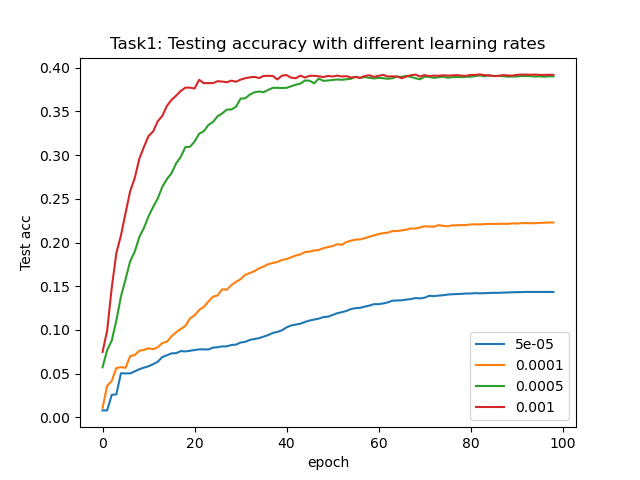 Task1: Testing accuracy with different learning rates
Test acc
0.40
0.35
0.30
0.25
0.20
0.15
0.10
0.05
0.00
0 20 40 60 80 100
epoch
5e-05
0.0001
0.0005
0.001